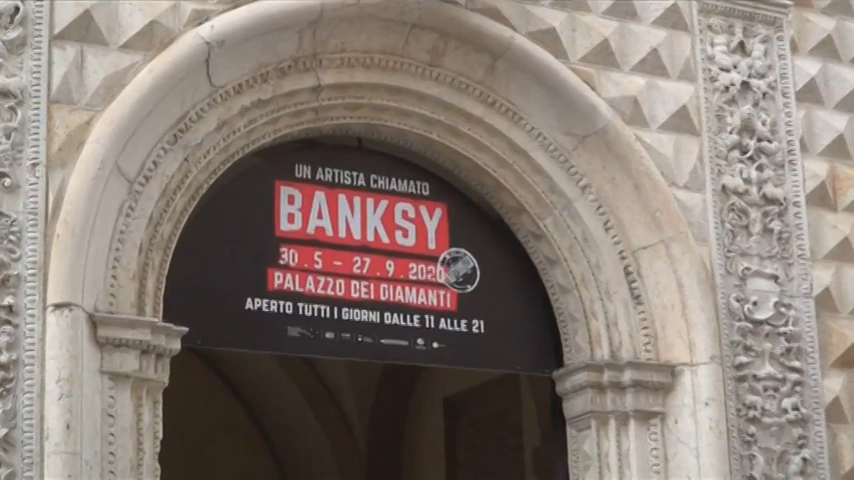 UN ARTISTA CHIAMATO
BANKSY
30.5 - 27.9.2020
PALAZZO DEI DIAMANTI
APERTO TUTTI I GIORNI DALLE 11 ALLE 21